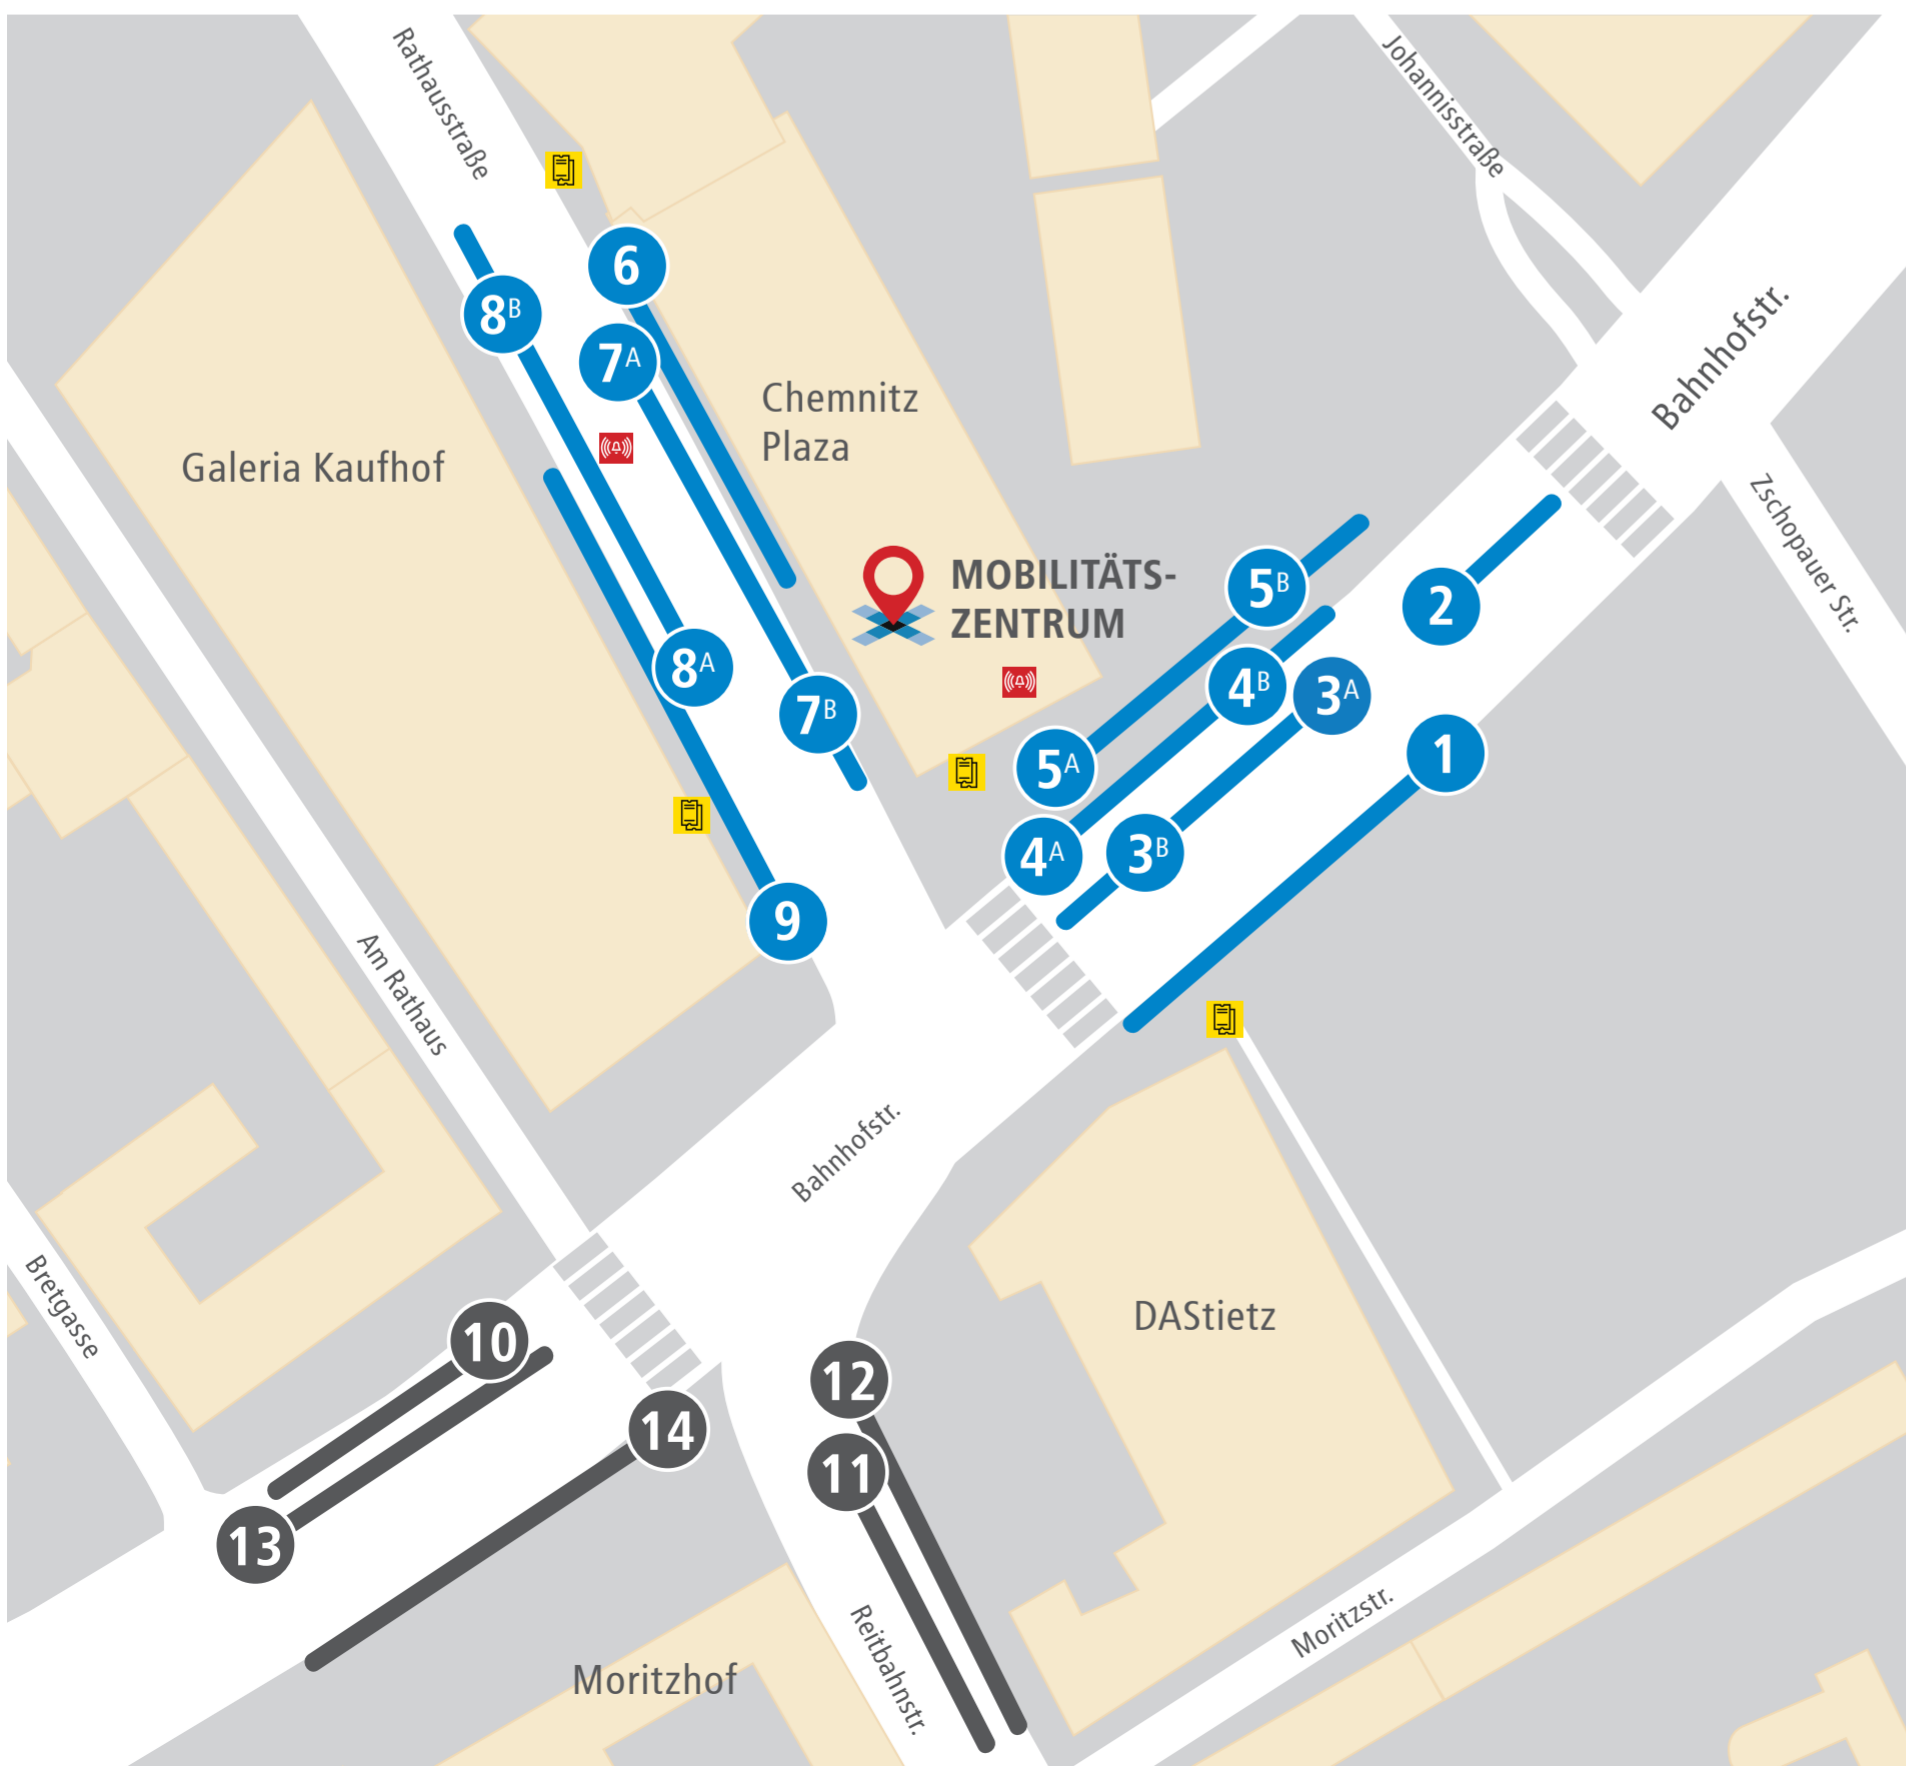 Rathausstraße
Johannisstraße
6
8B
7A
Bahnhofstr.
Chemnitz
Plaza
Galeria Kaufhof
Zschopauer Str.
MOBILITÄTS-
ZENTRUM
5B
2
8A
4B
3A
7B
1
5A
4A
3B
9
Am Rathaus
Bahnhofstr.
Bretgasse
DAStietz
10
12
14
11
13
Moritzstr.
Reitbahnstr.
Moritzhof